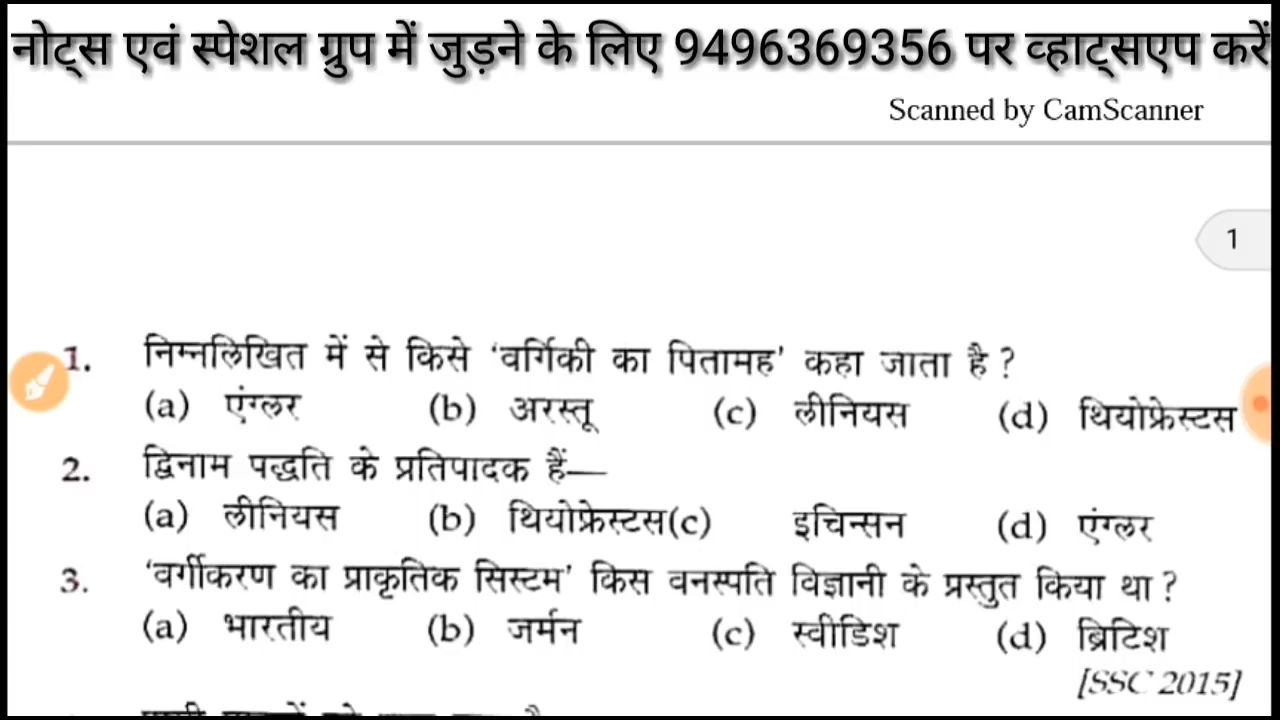 नोट्स एवं स्पेशल ग्रुप में जुड़ने के लिए 9496369356 पर व्हाट्सएप करें
Scanned by CamScanner
1
1. निम्नलिखित में से किसे ‘वर्गिकी का पितामह’ कहा जाता है ?
(a) एंग्लर (b) अरस्तू (c) लीनियस (d) थियोफ्रेस्टस
2. द्विनाम पद्धति के प्रतिपादक हैं—
(a) लीनियस (b) थियोफ्रेस्टस(c) इचिन्सन (d) एंग्लर
3. ‘वर्गीकरण का प्राकृतिक सिस्टम’ किस वनस्पति विज्ञानी के प्रस्तुत किया था ?
(a) भारतीय (b) जर्मन (c) स्वीडिश (d) ब्रिटिश
[SSC 2015]